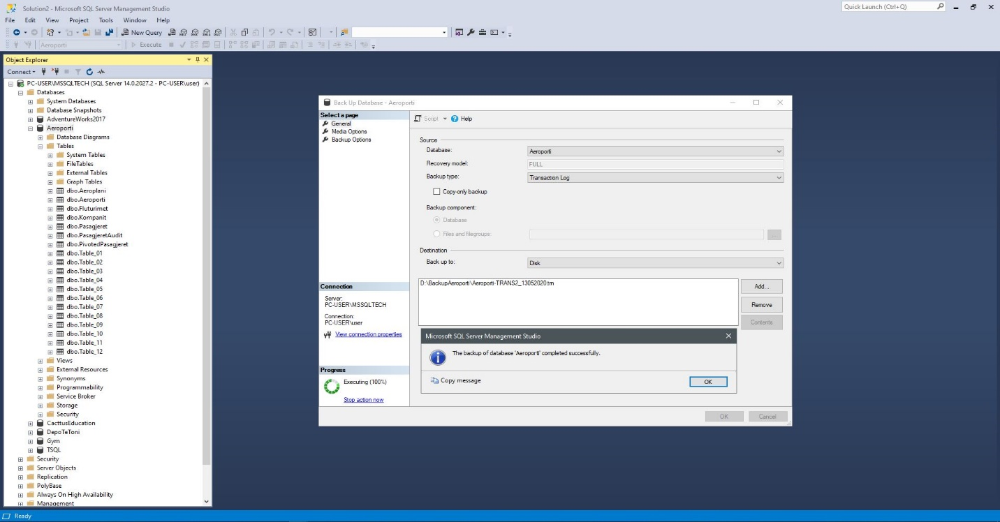 Solution2 - Microsoft SQL Server Management Studio
Quick Launch (Ctrl+Q)
File Edit View Project Tools Window Help
New Query
Aeroporti
Execute
Object Explorer
Connect
PC-USER\MSSQLTECH (SQL Server 14.0.2027.2 - PC-USER\user)
Databases
System Databases
Database Snapshots
AdventureWorks2017
Aeroporti
Database Diagrams
Tables
System Tables
FileTables
External Tables
Graph Tables
dbo.Aeroplani
dbo.Aeroporti
dbo.Fluturimet
dbo.Kompanit
dbo.Pasagjeret
dbo.PasagjeretAudit
dbo.PivotedPasagjeret
dbo.Table_01
dbo.Table_02
dbo.Table_03
dbo.Table_04
dbo.Table_05
dbo.Table_06
dbo.Table_07
dbo.Table_08
dbo.Table_09
dbo.Table_10
dbo.Table_11
dbo.Table_12
Views
External Resources
Synonyms
Programmability
Service Broker
Storage
Security
CacttusEducation
DepoTeToni
Gym
TSQL
Security
Server Objects
Replication
PolyBase
Always On High Availability
Management
Back Up Database - Aeroporti
Select a page
General
Media Options
Backup Options
Connection
Server:
PC-USER\MSSQLTECH
Connection:
PC-USER\user
View connection properties
Progress
Executing (100%)
Stop action now
Script Help
Source
Database: Aeroporti
Recovery model: FULL
Backup type: Transaction Log
Copy-only backup
Backup component:
Database
Files and filegroups: ...
Destination
Back up to: Disk
D:\BackupAeroporti\Aeroporti-TRANS2_13052020.trn
Add...
Remove
Contents
Microsoft SQL Server Management Studio
The backup of database 'Aeroporti' completed successfully.
Copy message OK
OK Cancel
Ready